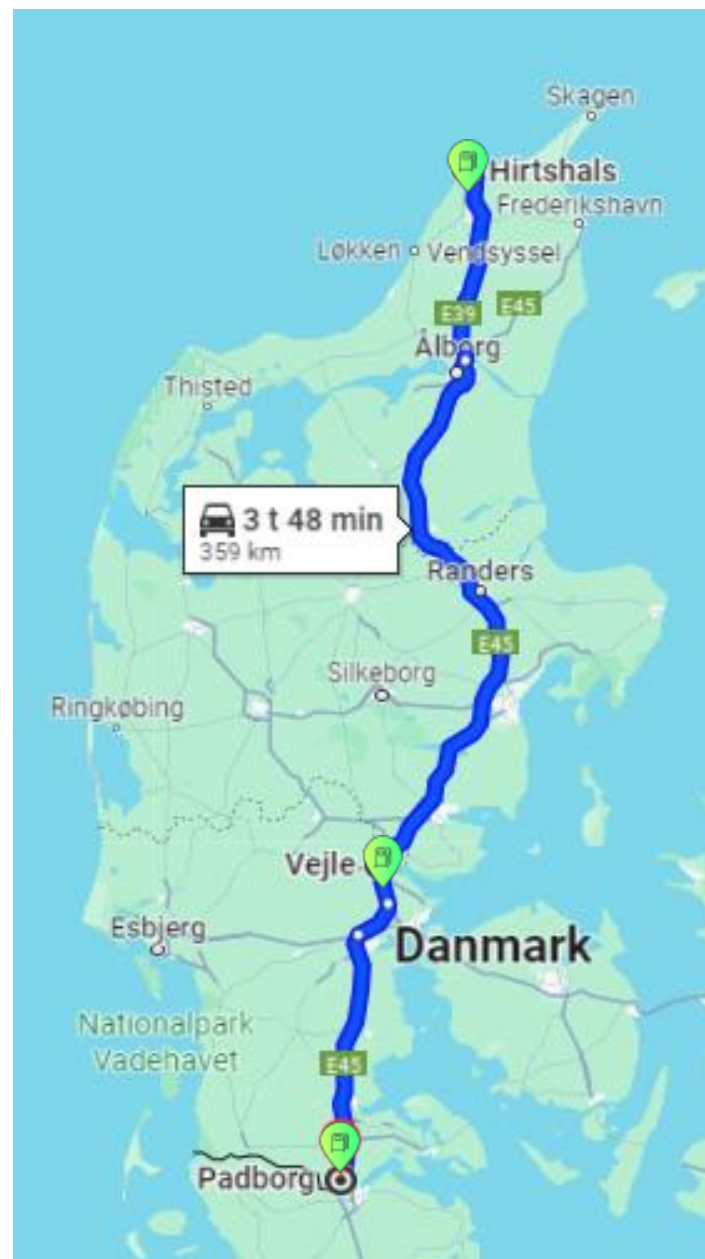 Skagen
Hirtshals
Frederikshavn
Løkken
Vendsyssel
E39
E45
Ålborg
Thisted
3 t 48 min
359 km
Randers
E45
Silkeborg
Ringkøbing
Vejle
Esbjerg
Danmark
Nationalpark
Vadehavet
E45
Padborg